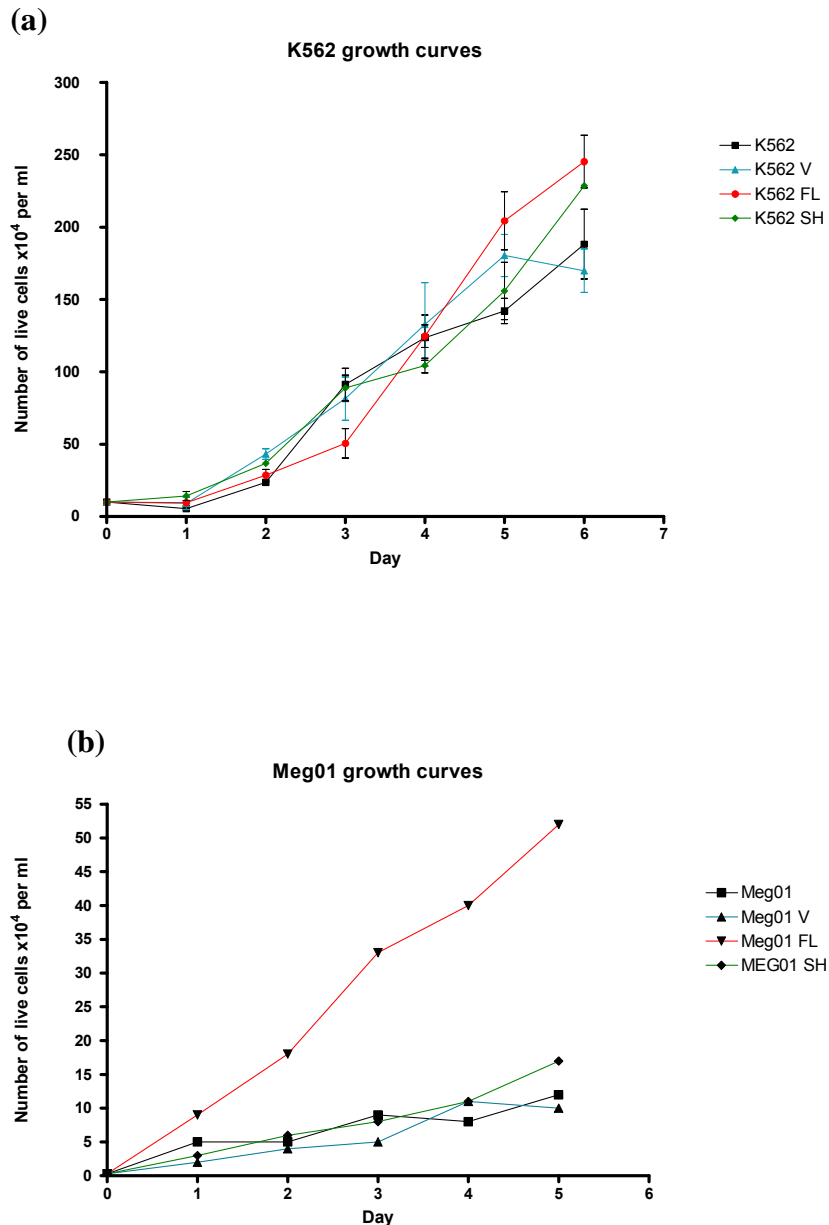 (a)
K562 growth curves
Number of live cells x10⁴ per ml
300
250
200
150
100
50
0
0 1 2 3 4 5 6 7
Day
K562
K562 V
K562 FL
K562 SH
(b)
Meg01 growth curves
Number of live cells x10⁴ per ml
55
50
45
40
35
30
25
20
15
10
5
0
0 1 2 3 4 5 6
Day
Meg01
Meg01 V
Meg01 FL
MEG01 SH